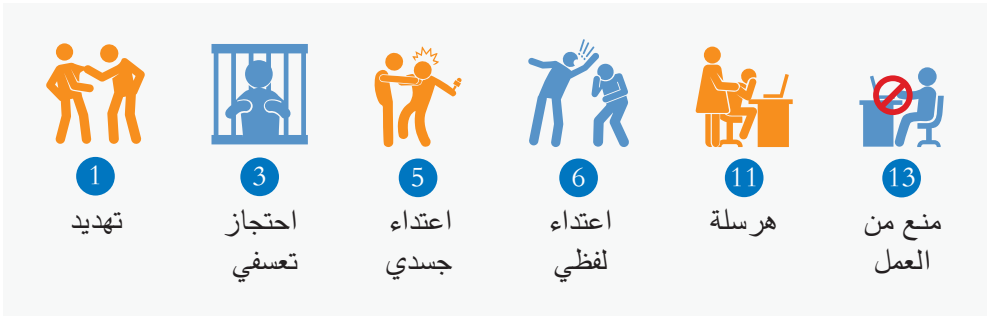 13
منع من
العمل
11
هرسلة
6
اعتداء
لفظي
5
اعتداء
جسدي
3
احتجاز
تعسفي
1
تهديد